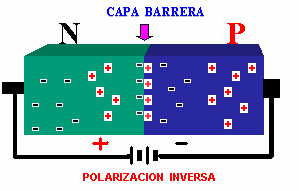 CAPA BARRERA
N P
+ −
POLARIZACION INVERSA